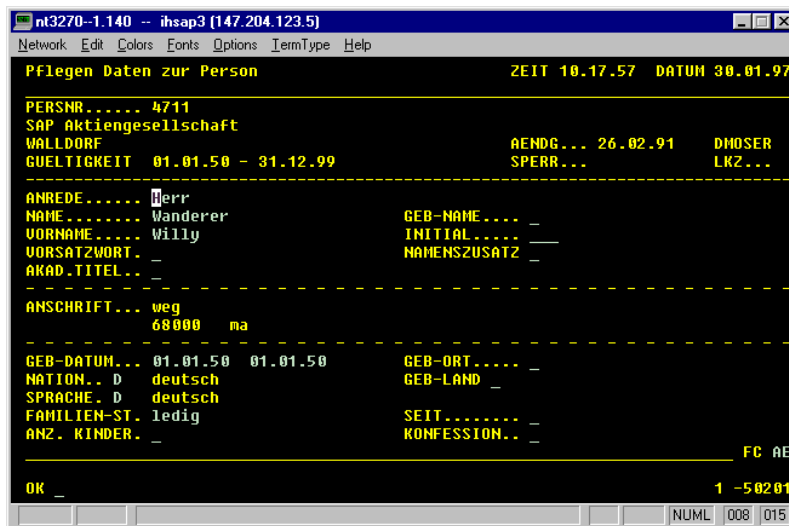 nt3270--1.140 -- ihsap3 (147.204.123.5)
Network Edit Colors Fonts Options TermType Help
Pflegen Daten zur Person ZEIT 10.17.57 DATUM 30.01.97
PERSNR...... 4711
SAP Aktiengesellschaft
WALLDORF AENDG... 26.02.91 DMOSER
GUELTIGKEIT 01.01.50 - 31.12.99 SPERR... LKZ...
ANREDE...... Herr
NAME........ Wanderer GEB-NAME.... _
VORNAME..... Willy INITIAL..... ___
VORSATZWORT. _ NAMENSZUSATZ _
AKAD.TITEL.. _
ANSCHRIFT... weg
68000 ma
GEB-DATUM... 01.01.50 01.01.50 GEB-ORT..... _
NATION.. D deutsch GEB-LAND _
SPRACHE. D deutsch
FAMILIEN-ST. ledig SEIT........ _
ANZ. KINDER. _ KONFESSION.. _
FC AE
OK _ 1 -50201
NUML 008 015